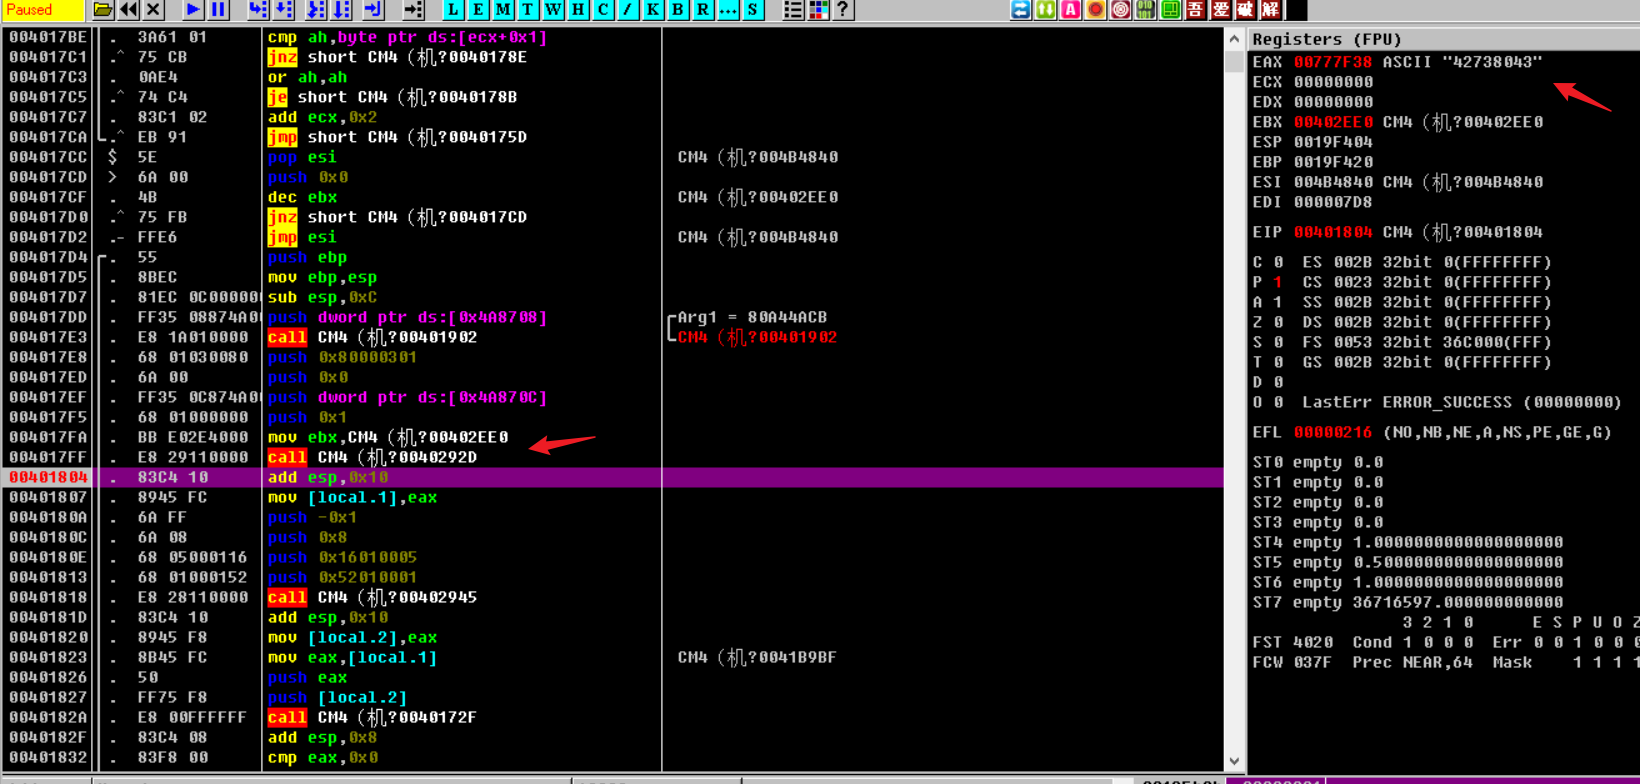 Paused
L E M T W H C / K B R ... S ?
A 吾 爱 破 解
004017BE . 3A61 01 cmp ah,byte ptr ds:[ecx+0x1]
004017C1 .^ 75 CB jnz short CM4 (机?0040178E
004017C3 . 0AE4 or ah,ah
004017C5 .^ 74 C4 je short CM4 (机?0040178B
004017C7 . 83C1 02 add ecx,0x2
004017CA .^ EB 91 jmp short CM4 (机?0040175D
004017CC $ 5E pop esi CM4 (机?004B4840
004017CD > 6A 00 push 0x0
004017CF . 4B dec ebx CM4 (机?00402EE0
004017D0 .^ 75 FB jnz short CM4 (机?004017CD
004017D2 .- FFE6 jmp esi CM4 (机?004B4840
004017D4 . 55 push ebp
004017D5 . 8BEC mov ebp,esp
004017D7 . 81EC 0C00000 sub esp,0xC
004017DD . FF35 08874A0 push dword ptr ds:[0x4A8708] Arg1 = 80A44ACB
004017E3 . E8 1A010000 call CM4 (机?00401902 CM4 (机?00401902
004017E8 . 68 01030080 push 0x80000301
004017ED . 6A 00 push 0x0
004017EF . FF35 0C874A0 push dword ptr ds:[0x4A870C]
004017F5 . 68 01000000 push 0x1
004017FA . BB E02E4000 mov ebx,CM4 (机?00402EE0
004017FF . E8 29110000 call CM4 (机?0040292D
00401804 . 83C4 10 add esp,0x10
00401807 . 8945 FC mov [local.1],eax
0040180A . 6A FF push -0x1
0040180C . 6A 08 push 0x8
0040180E . 68 05000116 push 0x16010005
00401813 . 68 01000152 push 0x52010001
00401818 . E8 28110000 call CM4 (机?00402945
0040181D . 83C4 10 add esp,0x10
00401820 . 8945 F8 mov [local.2],eax
00401823 . 8B45 FC mov eax,[local.1] CM4 (机?0041B9BF
00401826 . 50 push eax
00401827 . FF75 F8 push [local.2]
0040182A . E8 00FFFFFF call CM4 (机?0040172F
0040182F . 83C4 08 add esp,0x8
00401832 . 83F8 00 cmp eax,0x0
Registers (FPU)
EAX 00777F38 ASCII "42738043"
ECX 00000000
EDX 00000000
EBX 00402EE0 CM4 (机?00402EE0
ESP 0019F404
EBP 0019F420
ESI 004B4840 CM4 (机?004B4840
EDI 000007D8
EIP 00401804 CM4 (机?00401804
C 0 ES 002B 32bit 0(FFFFFFFF)
P 1 CS 0023 32bit 0(FFFFFFFF)
A 1 SS 002B 32bit 0(FFFFFFFF)
Z 0 DS 002B 32bit 0(FFFFFFFF)
S 0 FS 0053 32bit 36C000(FFF)
T 0 GS 002B 32bit 0(FFFFFFFF)
D 0
O 0 LastErr ERROR_SUCCESS (00000000)
EFL 00000216 (NO,NB,NE,A,NS,PE,GE,G)
ST0 empty 0.0
ST1 empty 0.0
ST2 empty 0.0
ST3 empty 0.0
ST4 empty 1.0000000000000000000
ST5 empty 0.5000000000000000000
ST6 empty 1.0000000000000000000
ST7 empty 36716597.000000000000
3 2 1 0 E S P U O Z
FST 4020 Cond 1 0 0 0 Err 0 0 1 0 0 0
FCW 037F Prec NEAR,64 Mask 1 1 1 1